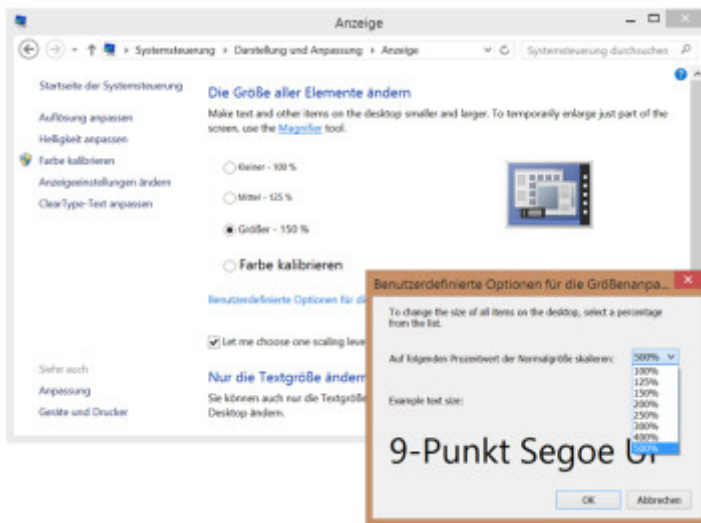 Anzeige
Systemsteuerung ▸ Darstellung und Anpassung ▸ Anzeige
Systemsteuerung durchsuchen
Startseite der Systemsteuerung
Auflösung anpassen
Helligkeit anpassen
Farbe kalibrieren
Anzeigeeinstellungen ändern
ClearType-Text anpassen
Siehe auch
Anpassung
Geräte und Drucker
Die Größe aller Elemente ändern
Make text and other items on the desktop smaller and larger. To temporarily enlarge just part of the
screen, use the Magnifier tool.
Kleiner - 100 %
Mittel - 125 %
Größer - 150 %
Farbe kalibrieren
Benutzerdefinierte Optionen für di
Let me choose one scaling leve
Nur die Textgröße änder
Sie können auch nur die Textgröße
Desktop ändern.
Benutzerdefinierte Optionen für die Größenanpa...
To change the size of all items on the desktop, select a percentage
from the list.
Auf folgenden Prozentwert der Normalgröße skalieren:
500%
100%
125%
150%
200%
250%
300%
400%
500%
Example text size:
9-Punkt Segoe UI
OK
Abbrechen